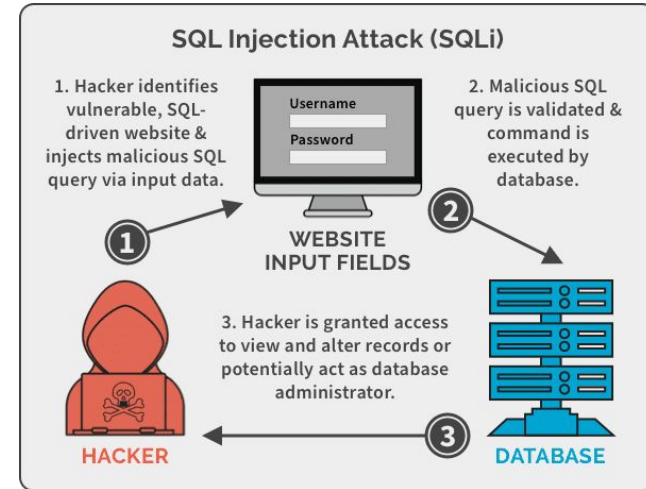 SQL Injection Attack (SQLi)
1. Hacker identifies
vulnerable, SQL-
driven website &
injects malicious SQL
query via input data.
Username
Password
2. Malicious SQL
query is validated &
command is
executed by
database.
1
2
WEBSITE
INPUT FIELDS
3. Hacker is granted access
to view and alter records or
potentially act as database
administrator.
3
HACKER
DATABASE